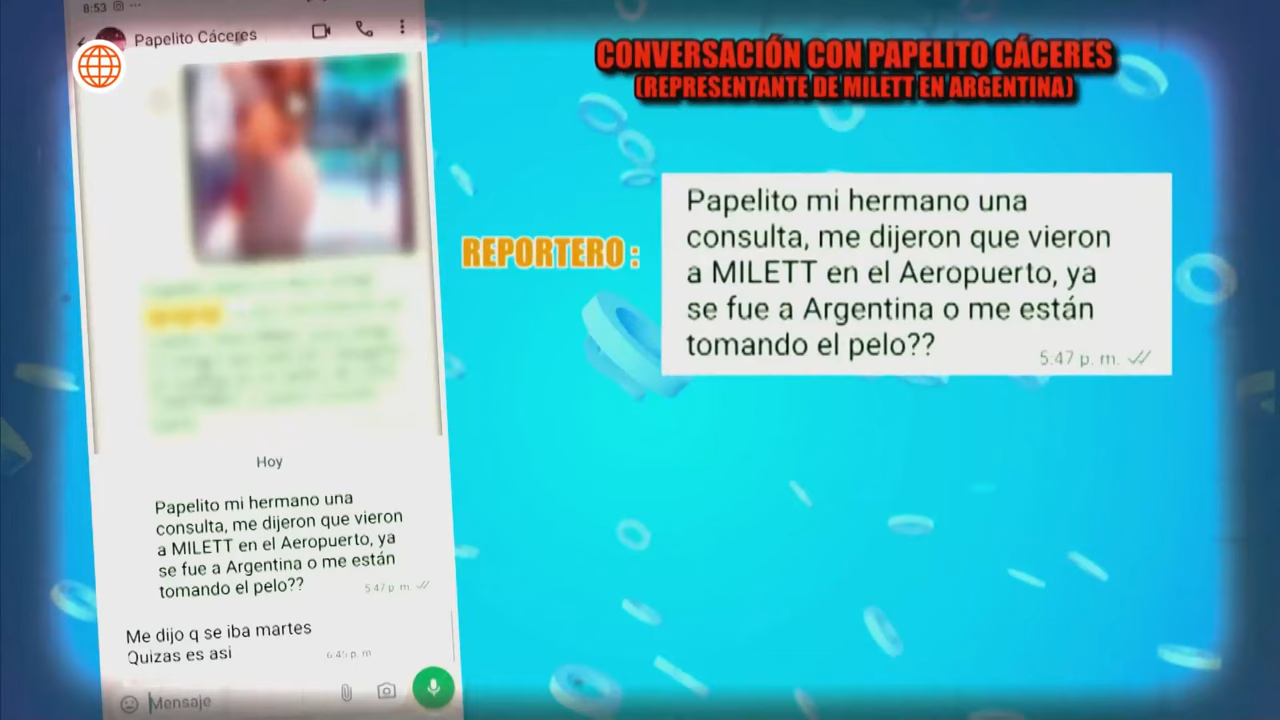 8:53
Papelito Cáceres
Hoy
Papelito mi hermano una
consulta, me dijeron que vieron
a MILETT en el Aeropuerto, ya
se fue a Argentina o me están
tomando el pelo??
5:47 p. m.
Me dijo q se iba martes
Quizas es asi
6:45 p. m
Mensaje
CONVERSACIÓN CON PAPELITO CÁCERES
(REPRESENTANTE DE MILETT EN ARGENTINA)
REPORTERO :
Papelito mi hermano una
consulta, me dijeron que vieron
a MILETT en el Aeropuerto, ya
se fue a Argentina o me están
tomando el pelo??
5:47 p. m.